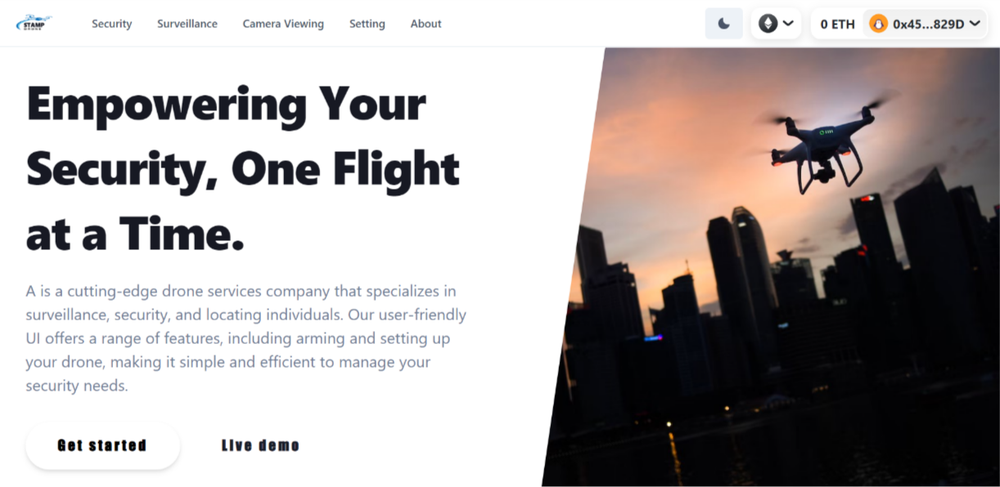 STAMP
DRONE
Security
Surveillance
Camera Viewing
Setting
About
0 ETH
0x45...829D
Empowering Your
Security, One Flight
at a Time.
A is a cutting-edge drone services company that specializes in
surveillance, security, and locating individuals. Our user-friendly
UI offers a range of features, including arming and setting up
your drone, making it simple and efficient to manage your
security needs.
Get started
Live demo